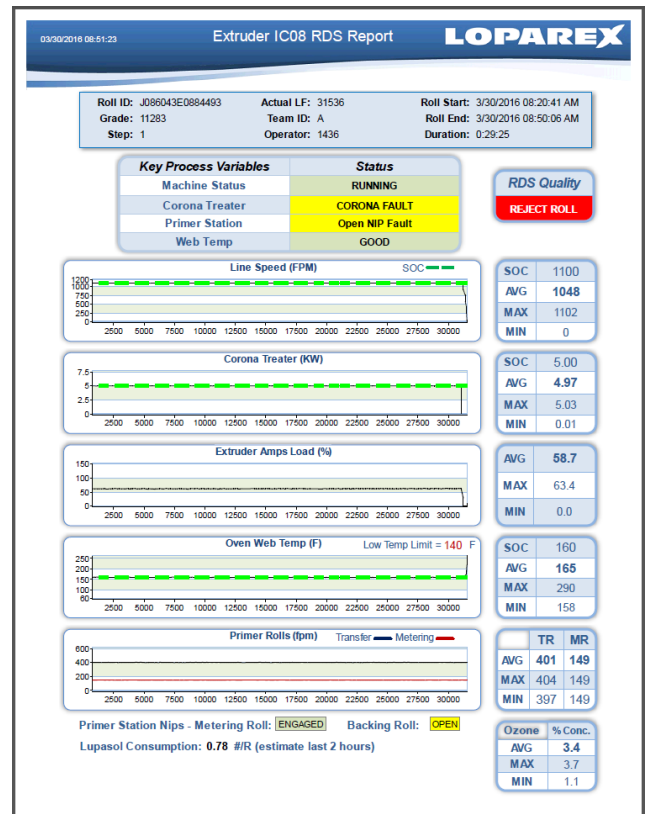 03/30/2016 08:51:23
Extruder IC08 RDS Report
LOPAREX
Roll ID: J086043E0884493 Actual LF: 31536 Roll Start: 3/30/2016 08:20:41 AM
Grade: 11283 Team ID: A Roll End: 3/30/2016 08:50:06 AM
Step: 1 Operator: 1436 Duration: 0:29:25
Key Process Variables Status
Machine Status RUNNING
Corona Treater CORONA FAULT
Primer Station Open NIP Fault
Web Temp GOOD
RDS Quality
REJECT ROLL
Line Speed (FPM) SOC
1200
1000
750
500
250
0
2500 5000 7500 10000 12500 15000 17500 20000 22500 25000 27500 30000
SOC 1100
AVG 1048
MAX 1102
MIN 0
Corona Treater (KW)
7.5
5
2.5
0
2500 5000 7500 10000 12500 15000 17500 20000 22500 25000 27500 30000
SOC 5.00
AVG 4.97
MAX 5.03
MIN 0.01
Extruder Amps Load (%)
150
100
50
0
2500 5000 7500 10000 12500 15000 17500 20000 22500 25000 27500 30000
AVG 58.7
MAX 63.4
MIN 0.0
Oven Web Temp (F) Low Temp Limit = 140 F
250
200
150
100
60
2500 5000 7500 10000 12500 15000 17500 20000 22500 25000 27500 30000
SOC 160
AVG 165
MAX 290
MIN 158
Primer Rolls (fpm) Transfer Metering
600
400
200
0
2500 5000 7500 10000 12500 15000 17500 20000 22500 25000 27500 30000
TR MR
AVG 401 149
MAX 404 149
MIN 397 149
Primer Station Nips - Metering Roll: ENGAGED Backing Roll: OPEN
Lupasol Consumption: 0.78 #/R (estimate last 2 hours)
Ozone % Conc.
AVG 3.4
MAX 3.7
MIN 1.1